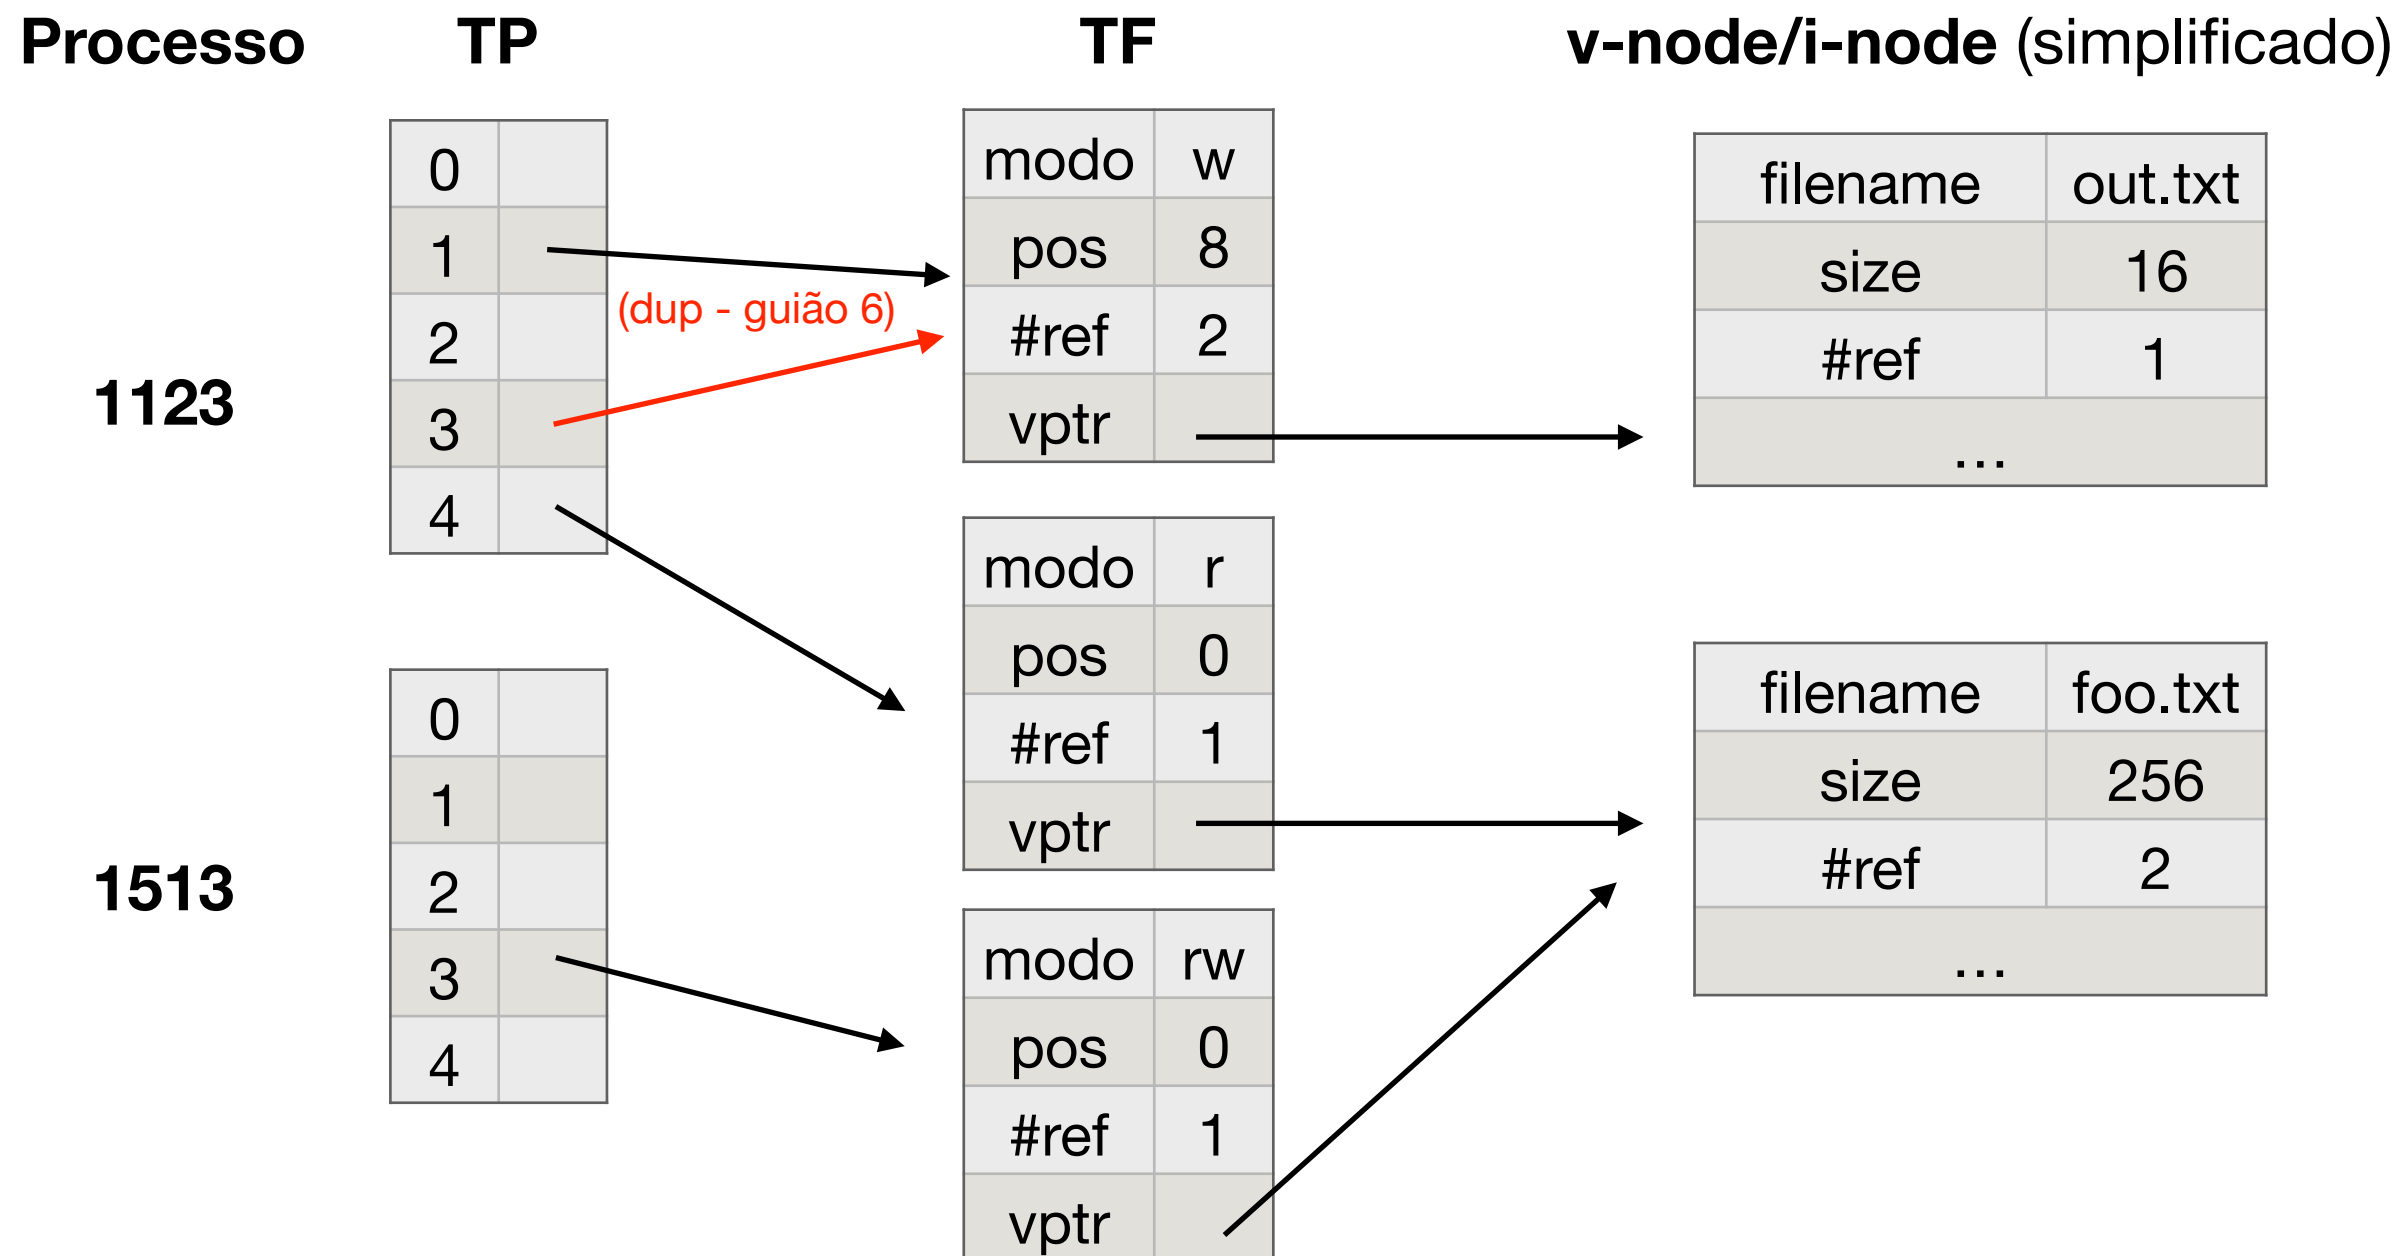 Processo TP TF v-node/i-node (simplificado)
1123
0
1
2
3
4
(dup - guião 6)
modo w
pos 8
#ref 2
vptr
filename out.txt
size 16
#ref 1
...
modo r
pos 0
#ref 1
vptr
1513
0
1
2
3
4
modo rw
pos 0
#ref 1
vptr
filename foo.txt
size 256
#ref 2
...